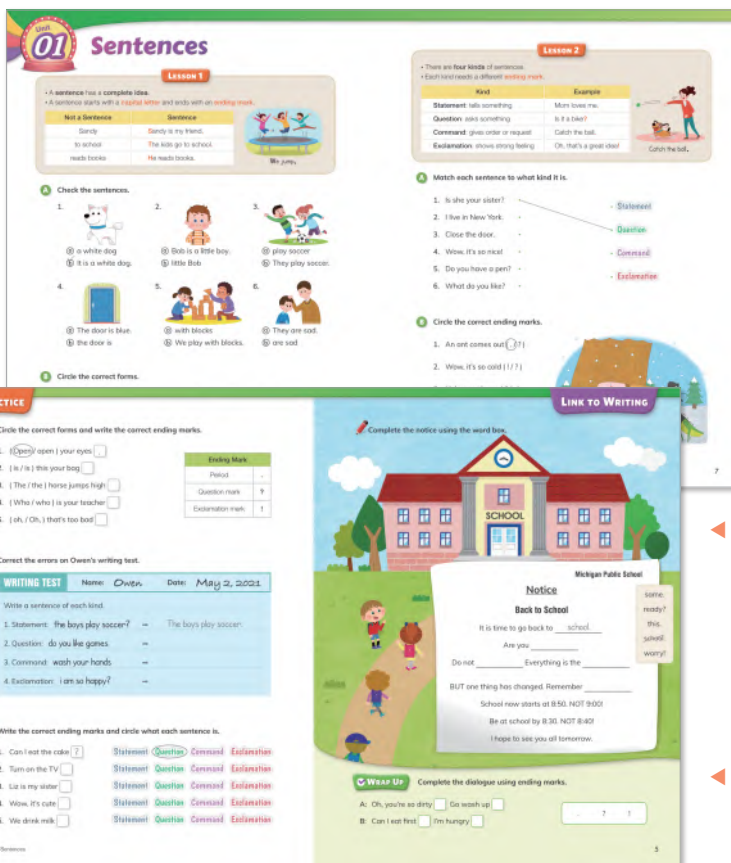 Unit
01
Sentences
LESSON 1
• A sentence has a complete idea.
• A sentence starts with a capital letter and ends with an ending mark.
Not a Sentence Sentence
Sandy Sandy is my friend.
to school The kids go to school.
reads books He reads books.
We jump.
A Check the sentences.
1. 2. 3.
ⓐ a white dog ⓐ Bob is a little boy. ⓐ play soccer
ⓑ It is a white dog. ⓑ little Bob ⓑ They play soccer.
4. 5. 6.
ⓐ The door is blue. ⓐ with blocks ⓐ They are sad.
ⓑ the door is ⓑ We play with blocks. ⓑ are sad
B Circle the correct forms.
LESSON 2
• There are four kinds of sentences.
• Each kind needs a different ending mark.
Kind Example
Statement: tells something Mom loves me.
Question: asks something Is it a bike?
Command: gives order or request Catch the ball.
Exclamation: shows strong feeling Oh, that's a great idea!
Catch the ball.
A Match each sentence to what kind it is.
1. Is she your sister? • • Statement
2. I live in New York. • • Question
3. Close the door. • • Command
4. Wow, it's so nice! • • Exclamation
5. Do you have a pen? •
6. What do you like? •
B Circle the correct ending marks.
1. An ant comes out ( . / ? )
2. Wow, it's so cold ( ! / ? )
7
CTICE
Circle the correct forms and write the correct ending marks.
1. ( Open / open ) your eyes .
2. ( Is / is ) this your bag
3. ( The / the ) horse jumps high
4. ( Who / who ) is your teacher
5. ( oh, / Oh, ) that's too bad
Ending Mark
Period .
Question mark ?
Exclamation mark !
Correct the errors on Owen's writing test.
WRITING TEST Name: Owen Date: May 2, 2021
Write a sentence of each kind.
1. Statement: the boys play soccer? → The boys play soccer.
2. Question: do you like games. →
3. Command: wash your hands →
4. Exclamation: i am so happy? →
Write the correct ending marks and circle what each sentence is.
1. Can I eat the cake ? Statement Question Command Exclamation
2. Turn on the TV Statement Question Command Exclamation
3. Liz is my sister Statement Question Command Exclamation
4. Wow, it's cute Statement Question Command Exclamation
5. We drink milk Statement Question Command Exclamation
Sentences
LINK TO WRITING
Complete the notice using the word box.
SCHOOL
Michigan Public School
Notice
Back to School
It is time to go back to school.
Are you
Do not Everything is the
BUT one thing has changed. Remember
School now starts at 8:50. NOT 9:00!
Be at school by 8:30. NOT 8:40!
I hope to see you all tomorrow.
same.
ready?
this.
school.
worry!
WRAP UP Complete the dialogue using ending marks.
A: Oh, you're so dirty Go wash up
B: Can I eat first I'm hungry
. ? !
5